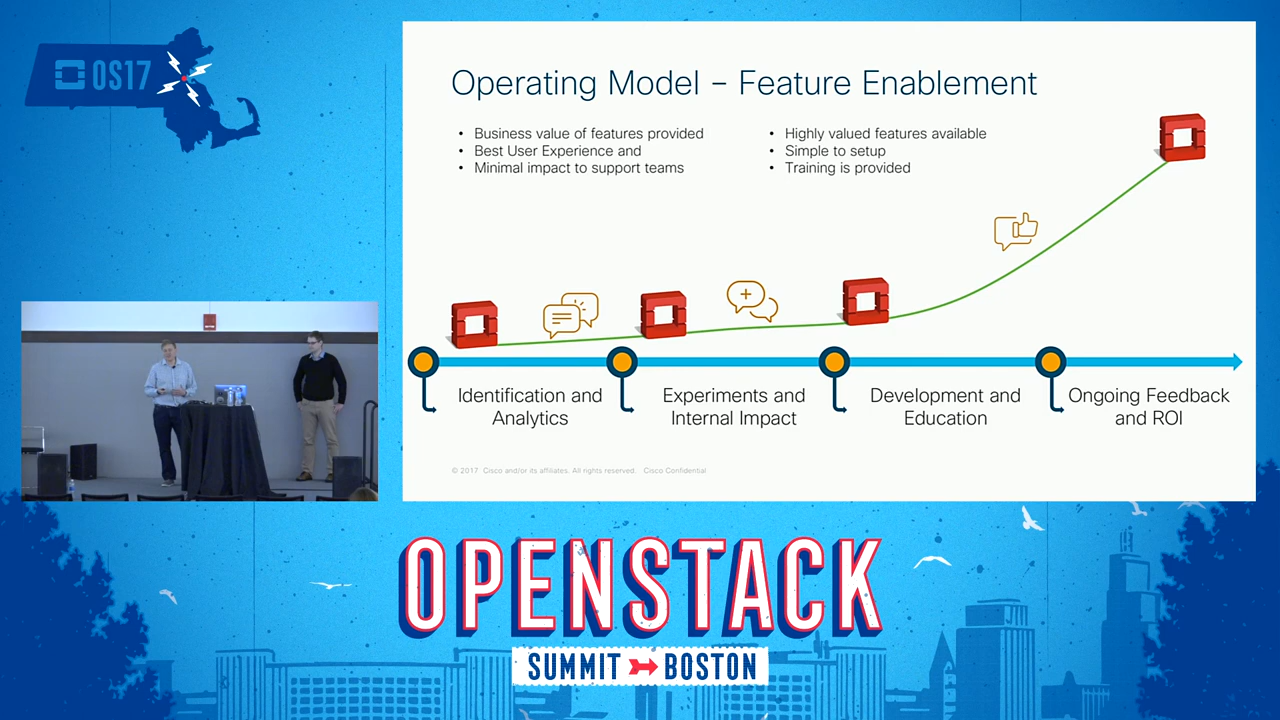 OS17
Operating Model – Feature Enablement
• Business value of features provided
• Best User Experience and
• Minimal impact to support teams
• Highly valued features available
• Simple to setup
• Training is provided
Identification and
Analytics
Experiments and
Internal Impact
Development and
Education
Ongoing Feedback
and ROI
© 2017 Cisco and/or its affiliates. All rights reserved. Cisco Confidential
OPENSTACK
SUMMIT BOSTON